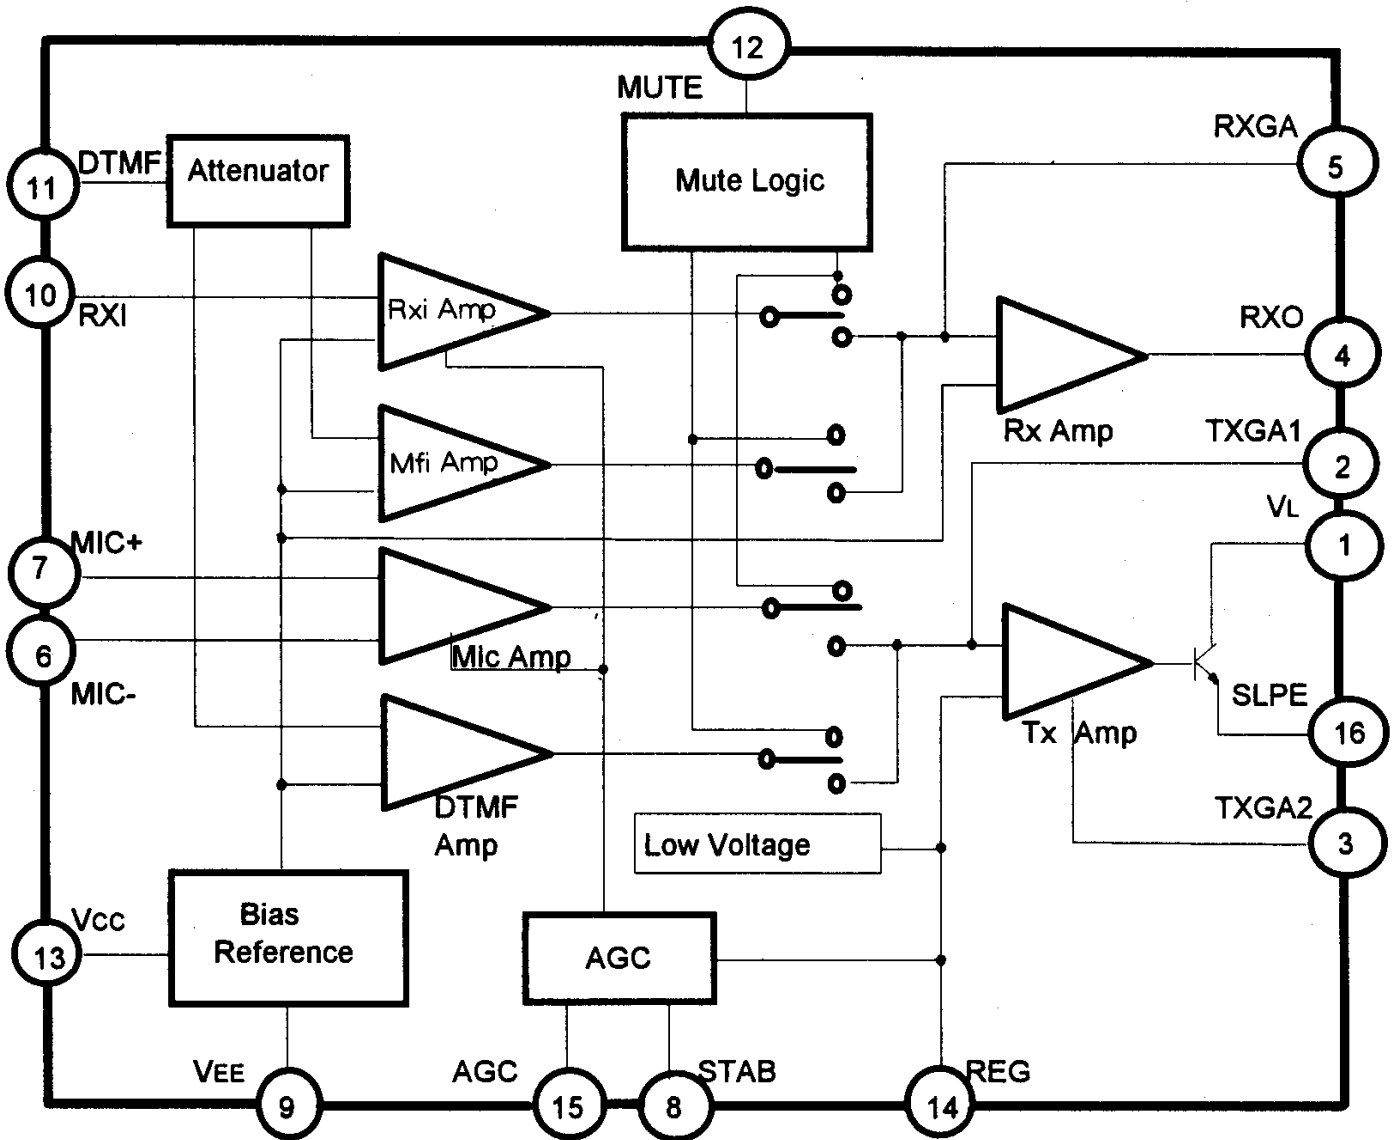 12
MUTE
RXGA
5
DTMF
11
Attenuator
Mute Logic
10
RXI
Rxi Amp
RXO
4
Rx Amp
TXGA1
2
Mfi Amp
VL
1
MIC+
7
6
MIC-
Mic Amp
SLPE
16
Tx Amp
DTMF
Amp
TXGA2
3
Low Voltage
Vcc
13
Bias
Reference
AGC
VEE
9
AGC
15
STAB
8
REG
14